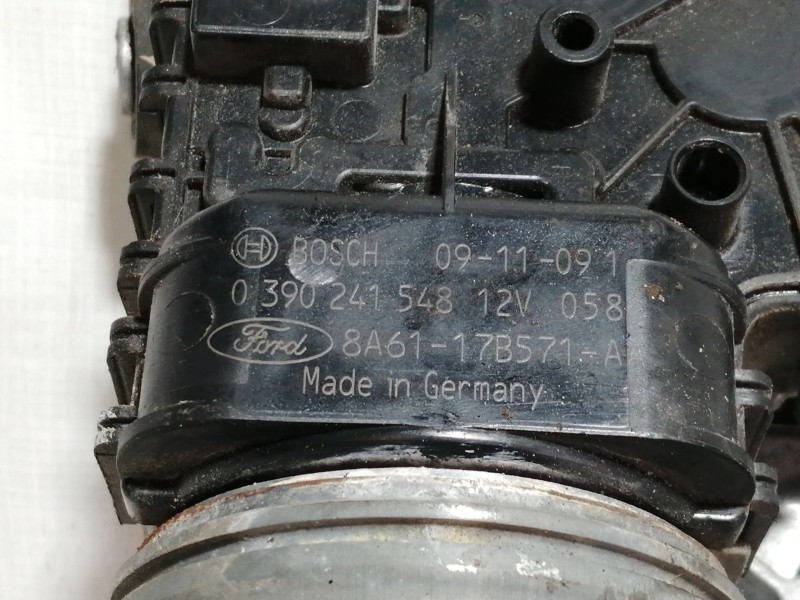 BOSCH 09-11-09 1
0 390 241 548 12V 058
Ford 8A61-17B571-A
Made in Germany